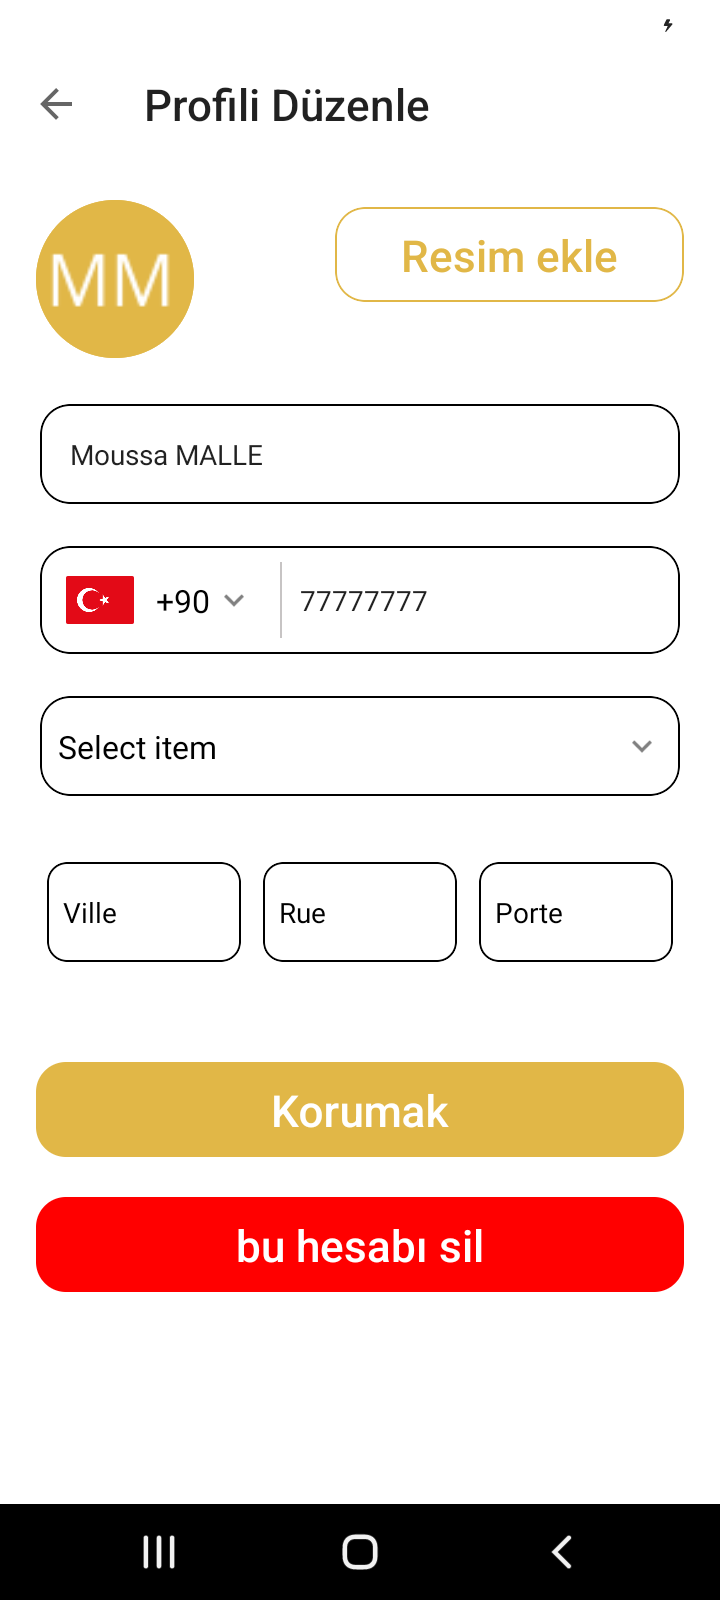 Profili Düzenle
MM
Resim ekle
Moussa MALLE
+90
77777777
Select item
Ville
Rue
Porte
Korumak
bu hesabı sil